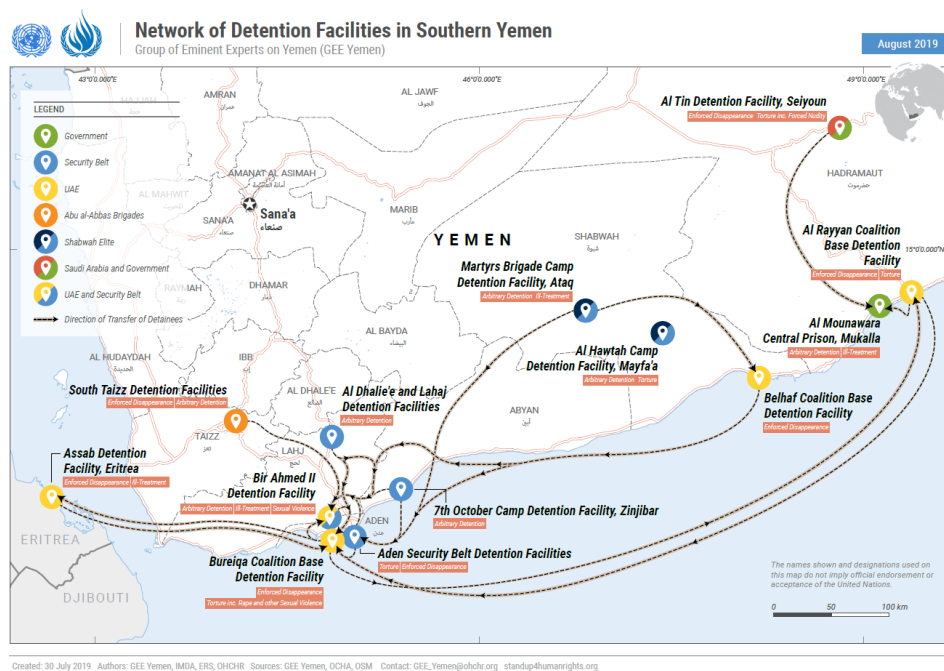 Network of Detention Facilities in Southern Yemen
Group of Eminent Experts on Yemen (GEE Yemen)
August 2019
43°0'0.000"E
46°0'0.000"E
49°0'0.000"E
15°0'0.000"N
LEGEND
Government
Security Belt
UAE
Abu al-Abbas Brigades
Shabwah Elite
Saudi Arabia and Government
UAE and Security Belt
Direction of Transfer of Detainees
HAJJAH
AMRAN
عمران
AL JAWF
الجوف
AMANAT AL ASIMAH
أمانة العاصمة
AL MAHWIT
Sana'a
صنعاء
SANAA
صنعاء
MARIB
مأرب
YEMEN
SHABWAH
شبوة
HADRAMAUT
حضرموت
RAYMAH
DHAMAR
ذمار
AL BAYDA
البيضاء
AL HUDAYDAH
الحديدة
IBB
إب
AL DHALE'E
الضالع
ABYAN
أبين
TAIZZ
تعز
LAHJ
لحج
ADEN
عدن
ERITREA
DJIBOUTI
Al Tin Detention Facility, Seiyoun
Enforced Disappearance Torture inc. Forced Nudity
Al Rayyan Coalition
Base Detention
Facility
Enforced Disappearance Torture
Martyrs Brigade Camp
Detention Facility, Ataq
Arbitrary Detention Ill-Treatment
Al Mounawara
Central Prison, Mukalla
Arbitrary Detention Ill-Treatment
Al Hawtah Camp
Detention Facility, Mayfa'a
Arbitrary Detention Torture
Belhaf Coalition Base
Detention Facility
Enforced Disappearance
South Taizz Detention Facilities
Enforced Disappearance Arbitrary Detention
Al Dhalie'e and Lahaj
Detention Facilities
Arbitrary Detention
Assab Detention
Facility, Eritrea
Enforced Disappearance Ill-Treatment
Bir Ahmed II
Detention Facility
Arbitrary Detention Ill-Treatment Sexual Violence
7th October Camp Detention Facility, Zinjibar
Arbitrary Detention
Aden Security Belt Detention Facilities
Torture Enforced Disappearance
Bureiqa Coalition Base
Detention Facility
Enforced Disappearance
Torture inc. Rape and other Sexual Violence
The names shown and designations used on
this map do not imply official endorsement or
acceptance of the United Nations.
0 50 100 km
Created: 30 July 2019 Authors: GEE Yemen, IMDA, ERS, OHCHR Sources: GEE Yemen, OCHA, OSM Contact: GEE_Yemen@ohchr.org standup4humanrights.org